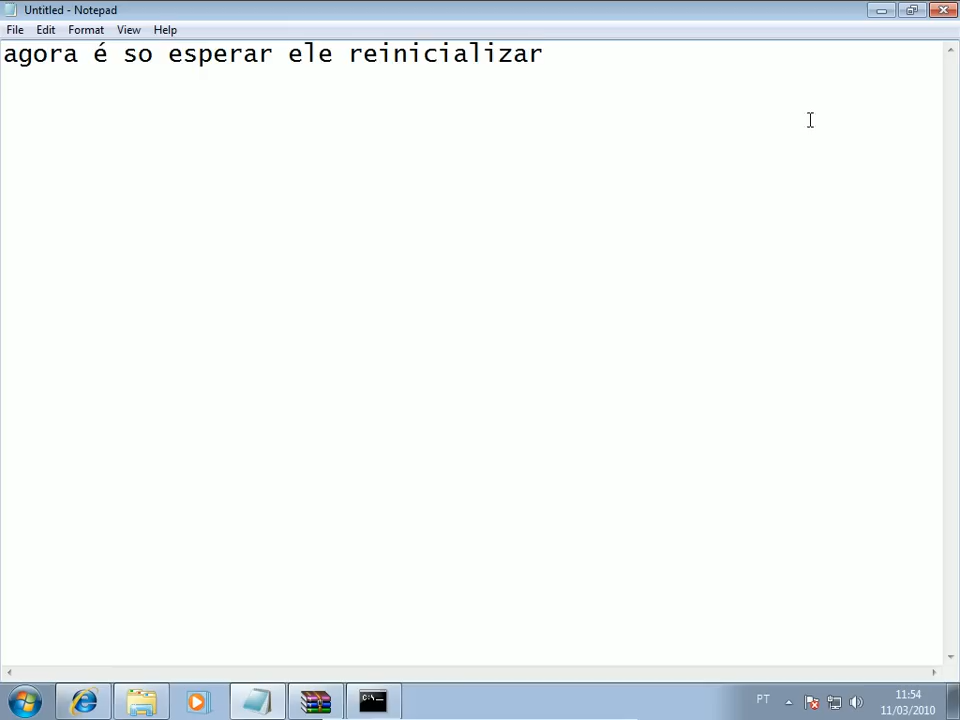 Untitled - Notepad
File Edit Format View Help
agora é so esperar ele reinicializar
C:\.
PT
11:54
11/03/2010